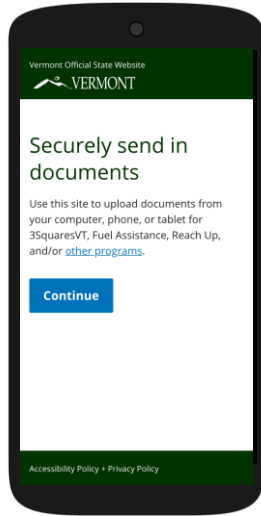 Vermont Official State Website
VERMONT
Securely send in
documents
Use this site to upload documents from
your computer, phone, or tablet for
3SquaresVT, Fuel Assistance, Reach Up,
and/or other programs.
Continue
Accessibility Policy + Privacy Policy